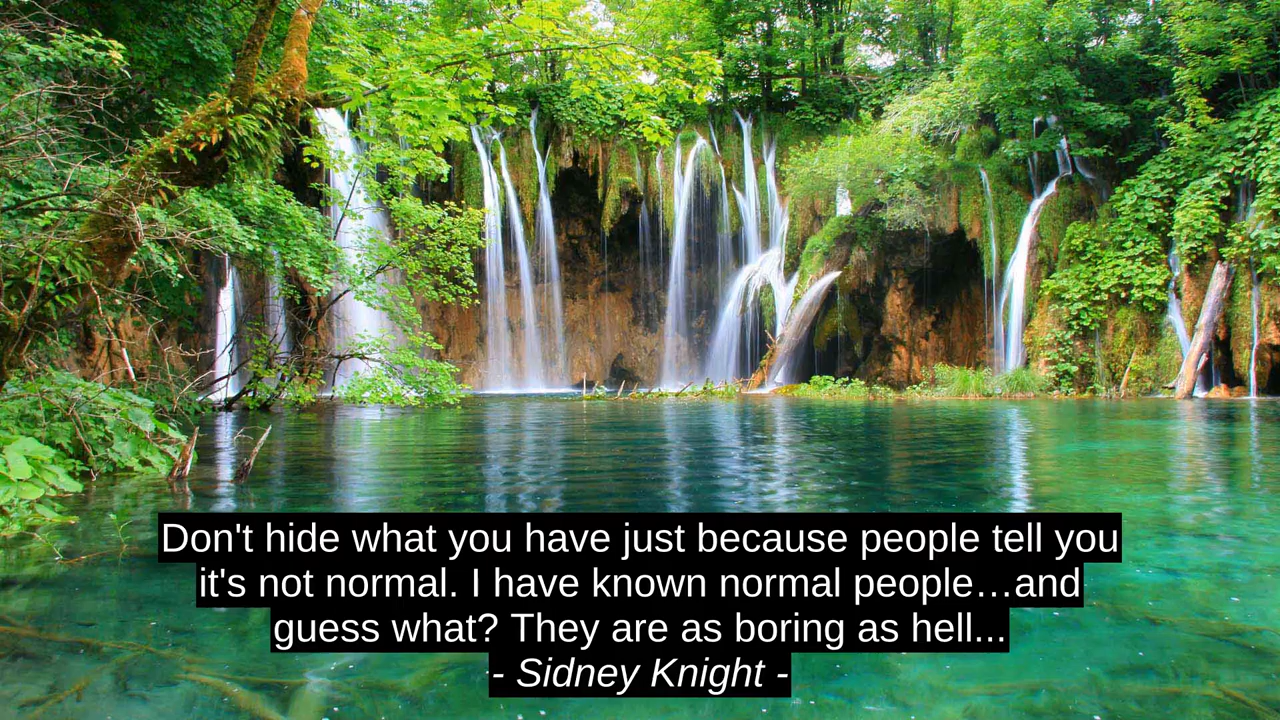 Don't hide what you have just because people tell you
it's not normal. I have known normal people…and
guess what? They are as boring as hell...
- Sidney Knight -